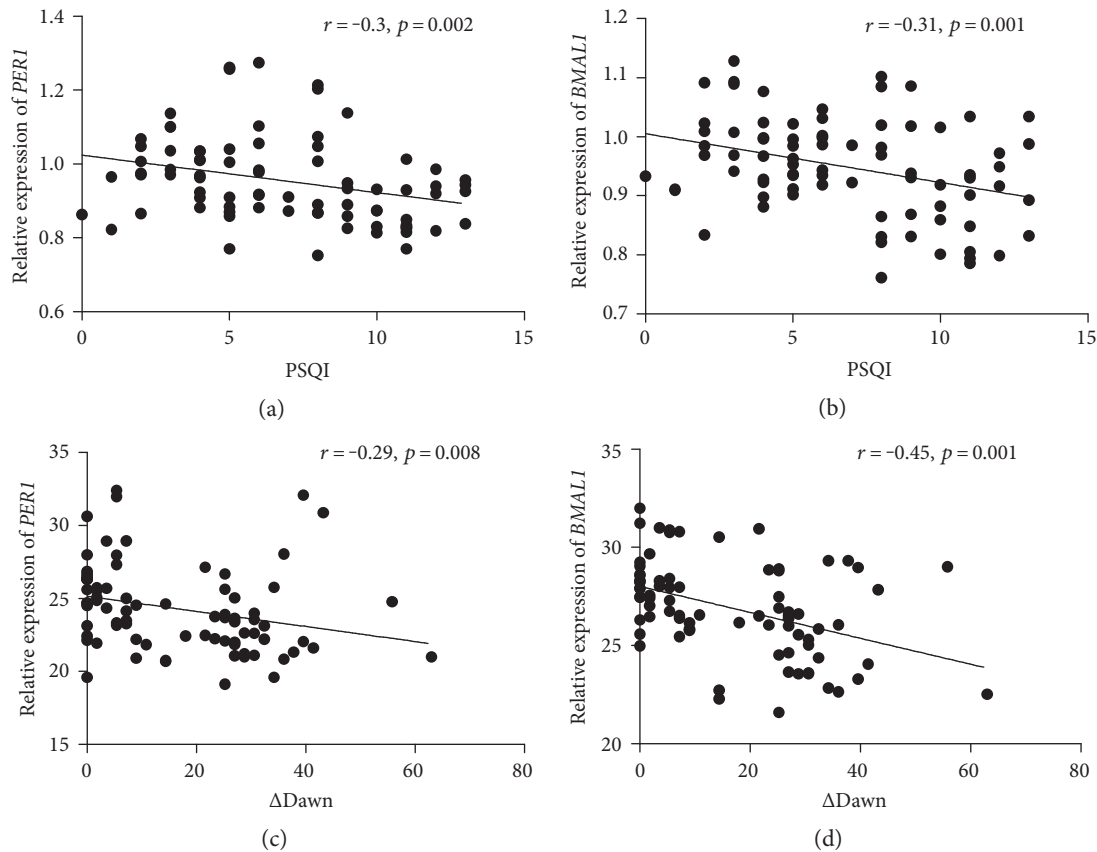 r = −0.3, p = 0.002
1.4
1.2
1.0
0.8
0.6
Relative expression of PER1
0
5
10
15
PSQI
(a)
r = −0.31, p = 0.001
1.2
1.1
1.0
0.9
0.8
0.7
Relative expression of BMAL1
0
5
10
15
PSQI
(b)
r = −0.29, p = 0.008
35
30
25
20
15
Relative expression of PER1
0
20
40
60
80
ΔDawn
(c)
r = −0.45, p = 0.001
35
30
25
20
Relative expression of BMAL1
0
20
40
60
80
ΔDawn
(d)